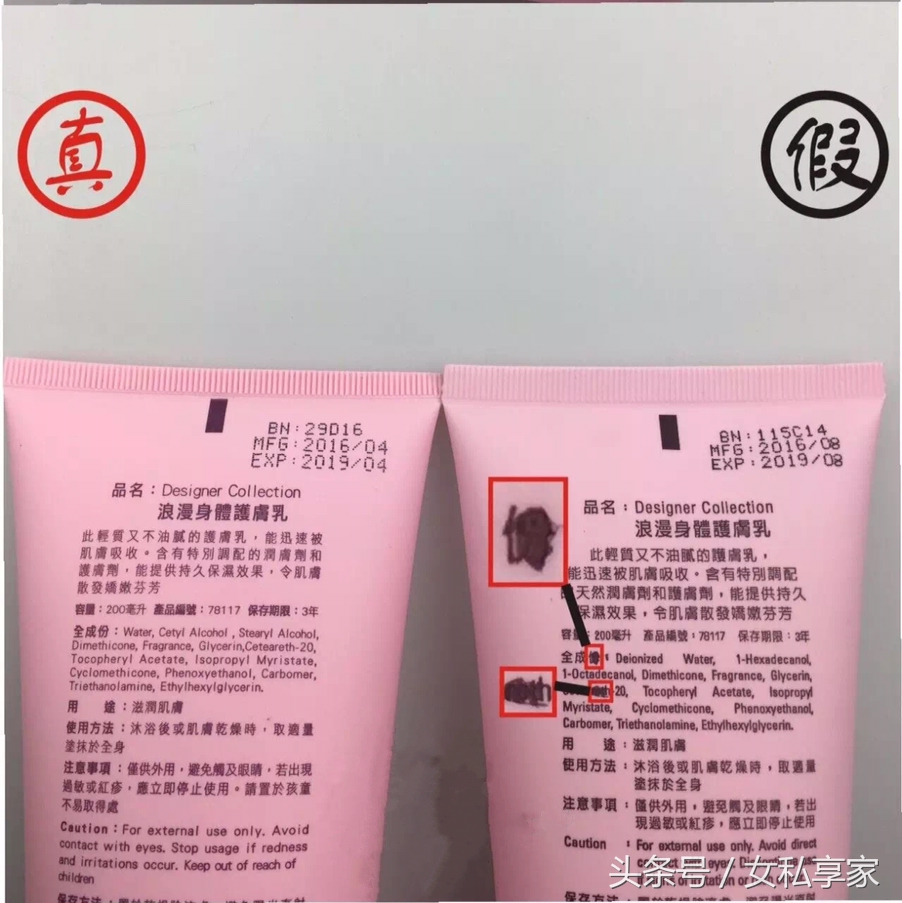 真
假
BN:29D16
MFG:2016/04
EXP:2019/04
品名：Designer Collection
浪漫身體護膚乳
此輕質又不油膩的護膚乳，能迅速被
肌膚吸收。含有特別調配的潤膚劑和
護膚劑，能提供持久保濕效果，令肌膚
散發嬌嫩芬芳
容量：200毫升 產品編號：78117 保存期限：3年
全成份：Water, Cetyl Alcohol , Stearyl Alcohol,
Dimethicone, Fragrance, Glycerin,Ceteareth-20,
Tocopheryl Acetate, Isopropyl Myristate,
Cyclomethicone, Phenoxyethanol, Carbomer,
Triethanolamine, Ethylhexylglycerin.
用 途：滋潤肌膚
使用方法：沐浴後或肌膚乾燥時，取適量
塗抹於全身
注意事項：僅供外用，避免觸及眼睛，若出現
過敏或紅疹，應立即停止使用。請置於孩童
不易取得處
Caution：For external use only. Avoid
contact with eyes. Stop usage if redness
and irritations occur. Keep out of reach of
children
BN:115C14
MFG:2016/08
EXP:2019/08
品名：Designer Collection
浪漫身體護膚乳
此輕質又不油膩的護膚乳，
能迅速被肌膚吸收。含有特別調配
天然潤膚劑和護膚劑，能提供持久
保濕效果，令肌膚散發嬌嫩芬芳
容量：200毫升 產品編號：78117 保存期限：3年
全成 ：Deionized Water, 1-Hexadecanol,
1-Octadecanol, Dimethicone, Fragrance, Glycerin,
-20, Tocopheryl Acetate, Isopropyl
Myristate, Cyclomethicone, Phenoxyethanol,
Carbomer, Triethanolamine, Ethylhexylglycerin.
用 途：滋潤肌膚
使用方法：沐浴後或肌膚乾燥時，取適量
塗抹於全身
注意事項：僅供外用，避免觸及眼睛，若出
現過敏或紅疹，應立即停止使用
Caution ：For external use only. Avoid direct
头条号 / 女私享家